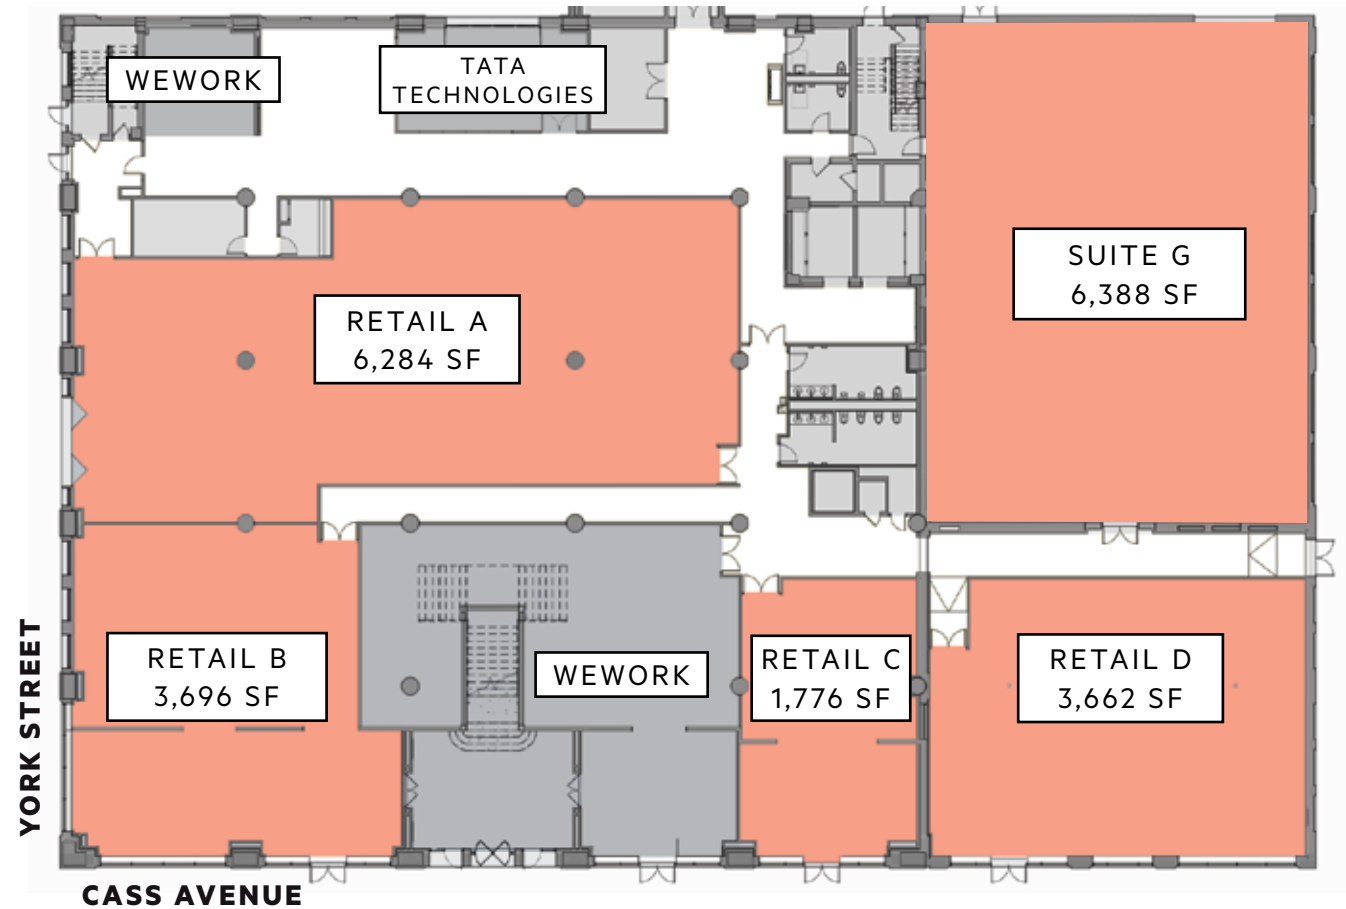 WEWORK
TATA
TECHNOLOGIES
SUITE G
6,388 SF
RETAIL A
6,284 SF
RETAIL B
3,696 SF
WEWORK
RETAIL C
1,776 SF
RETAIL D
3,662 SF
YORK STREET
CASS AVENUE